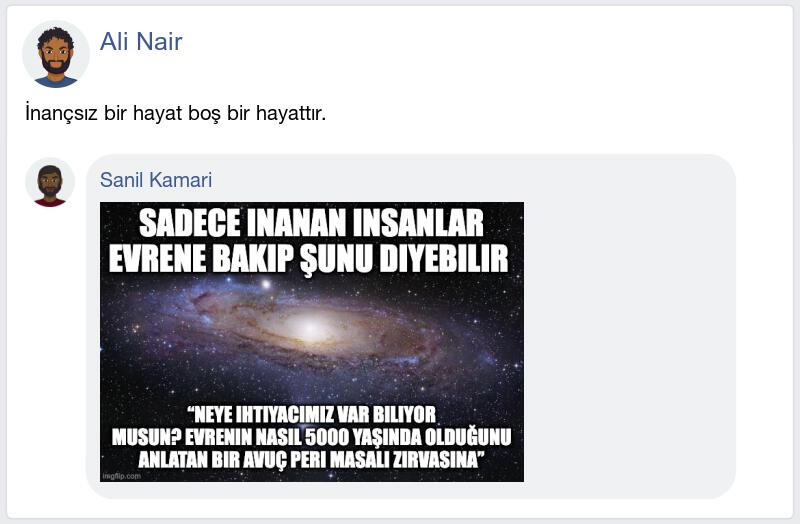 Ali Nair
İnançsız bir hayat boş bir hayattır.
Sanil Kamari
SADECE INANAN INSANLAR
EVRENE BAKIP ŞUNU DIYEBILIR
“NEYE IHTIYACIMIZ VAR BILIYOR
MUSUN? EVRENIN NASIL 5000 YAŞINDA OLDUĞUNU
ANLATAN BIR AVUÇ PERI MASALI ZIRVASINA”
imgflip.com